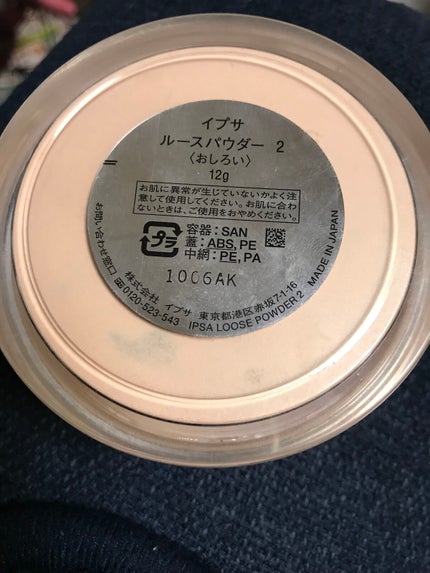 イプサ
ルースパウダー 2
〈おしろい〉
12g
お肌に異常が生じていないかよく注
意して使用してください。お肌に合わ
ないときは、ご使用をおやめください。
プラ
容器：SAN
蓋：ABS, PE
中網：PE, PA
1006AK
お問い合わせ窓口 0120-523-543
株式会社 イプサ 東京都港区赤坂7-1-16
IPSA LOOSE POWDER 2 MADE IN JAPAN